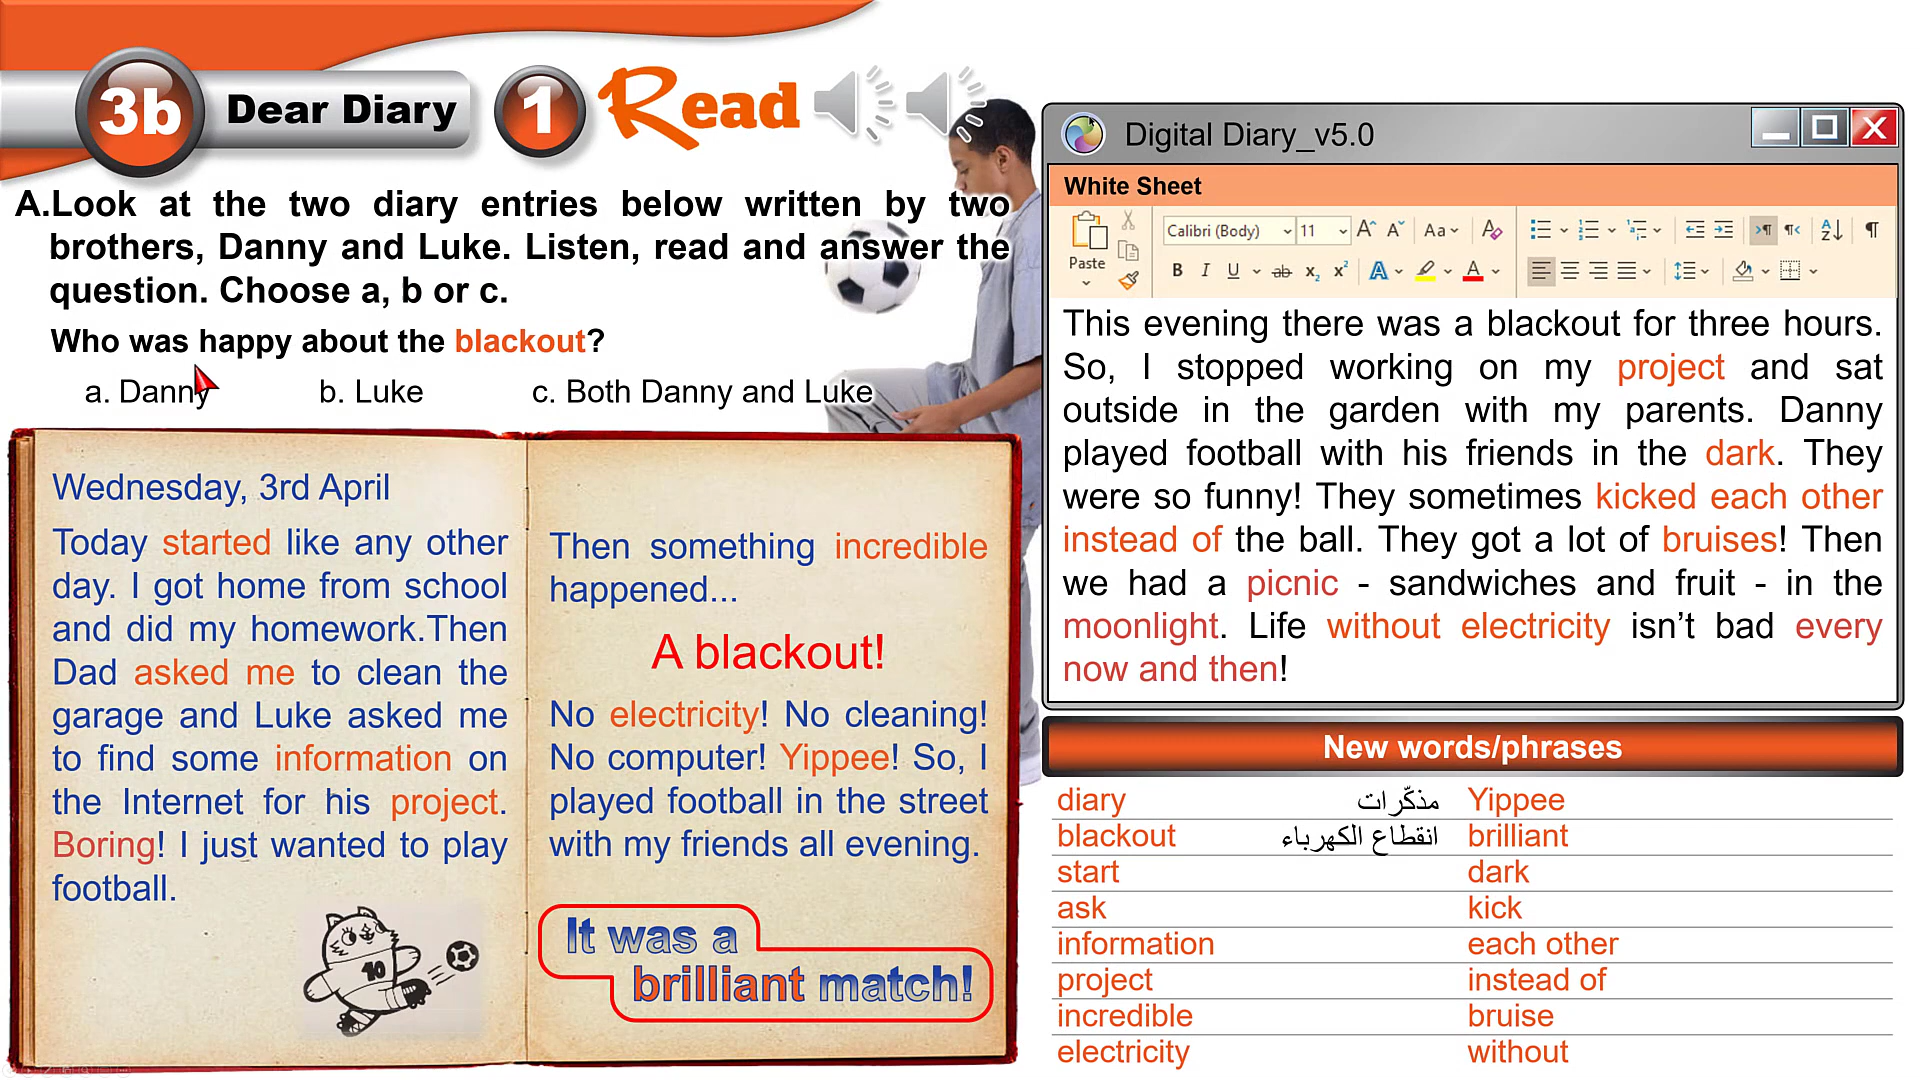 3b
Dear Diary
1
Read
A.Look at the two diary entries below written by two
brothers, Danny and Luke. Listen, read and answer the
question. Choose a, b or c.
Who was happy about the blackout?
a. Danny
b. Luke
c. Both Danny and Luke
Wednesday, 3rd April
Today started like any other
day. I got home from school
and did my homework.Then
Dad asked me to clean the
garage and Luke asked me
to find some information on
the Internet for his project.
Boring! I just wanted to play
football.
10
Then something incredible
happened...
A blackout!
No electricity! No cleaning!
No computer! Yippee! So, I
played football in the street
with my friends all evening.
It was a
brilliant match!
Digital Diary_v5.0
White Sheet
Paste
Calibri (Body)
11
A A Aa A
B I U ab x2 x2 A A
This evening there was a blackout for three hours.
So, I stopped working on my project and sat
outside in the garden with my parents. Danny
played football with his friends in the dark. They
were so funny! They sometimes kicked each other
instead of the ball. They got a lot of bruises! Then
we had a picnic - sandwiches and fruit - in the
moonlight. Life without electricity isn’t bad every
now and then!
New words/phrases
diary مذكّرات
blackout انقطاع الكهرباء
start
ask
information
project
incredible
electricity
Yippee
brilliant
dark
kick
each other
instead of
bruise
without